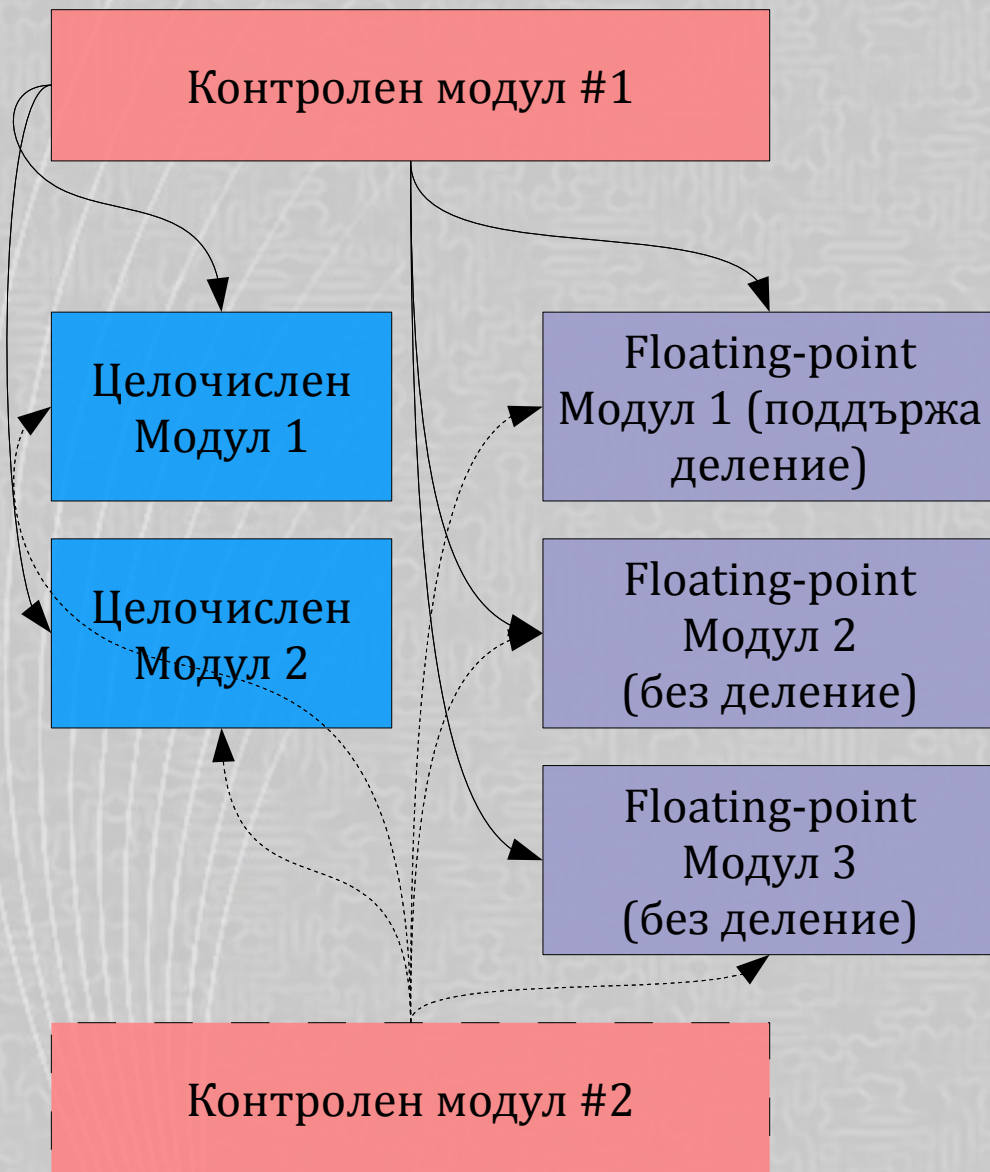 Контролен модул #1
Целочислен
Модул 1
Floating-point
Модул 1 (поддържа
деление)
Целочислен
Модул 2
Floating-point
Модул 2
(без деление)
Floating-point
Модул 3
(без деление)
Контролен модул #2